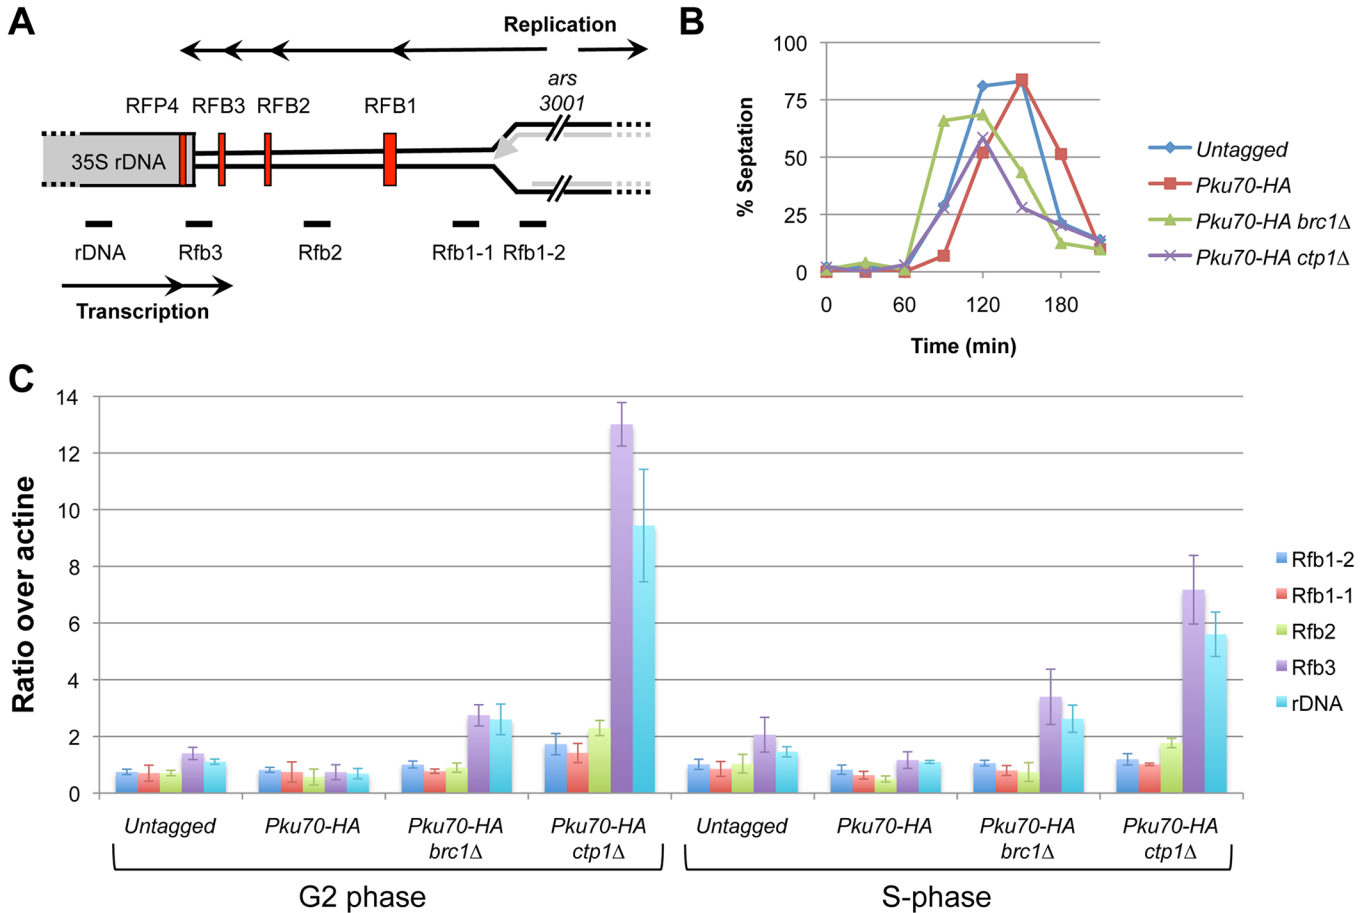 A
Replication
ars
3001
RFP4 RFB3 RFB2 RFB1
35S rDNA
rDNA Rfb3 Rfb2 Rfb1-1 Rfb1-2
Transcription
B
% Septation
100
75
50
25
0
0 60 120 180
Time (min)
Untagged
Pku70-HA
Pku70-HA brc1Δ
Pku70-HA ctp1Δ
C
Ratio over actine
14
12
10
8
6
4
2
0
Untagged Pku70-HA Pku70-HA Pku70-HA Untagged Pku70-HA Pku70-HA Pku70-HA
brc1Δ ctp1Δ brc1Δ ctp1Δ
G2 phase S-phase
Rfb1-2
Rfb1-1
Rfb2
Rfb3
rDNA